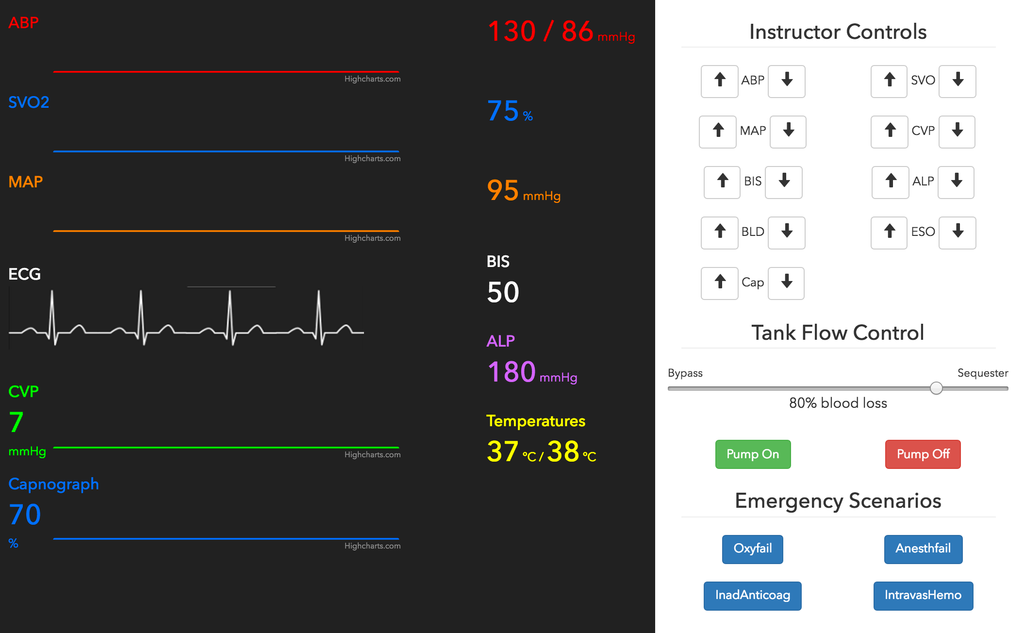 ABP
130 / 86 mmHg
Highcharts.com
SVO2
75 %
Highcharts.com
MAP
95 mmHg
Highcharts.com
ECG
BIS
50
ALP
180 mmHg
CVP
7
mmHg
Highcharts.com
Temperatures
37 °C / 38 °C
Capnograph
70
%
Highcharts.com
Instructor Controls
ABP SVO
MAP CVP
BIS ALP
BLD ESO
Cap
Tank Flow Control
Bypass Sequester
80% blood loss
Pump On Pump Off
Emergency Scenarios
Oxyfail Anesthfail
InadAnticoag IntravasHemo